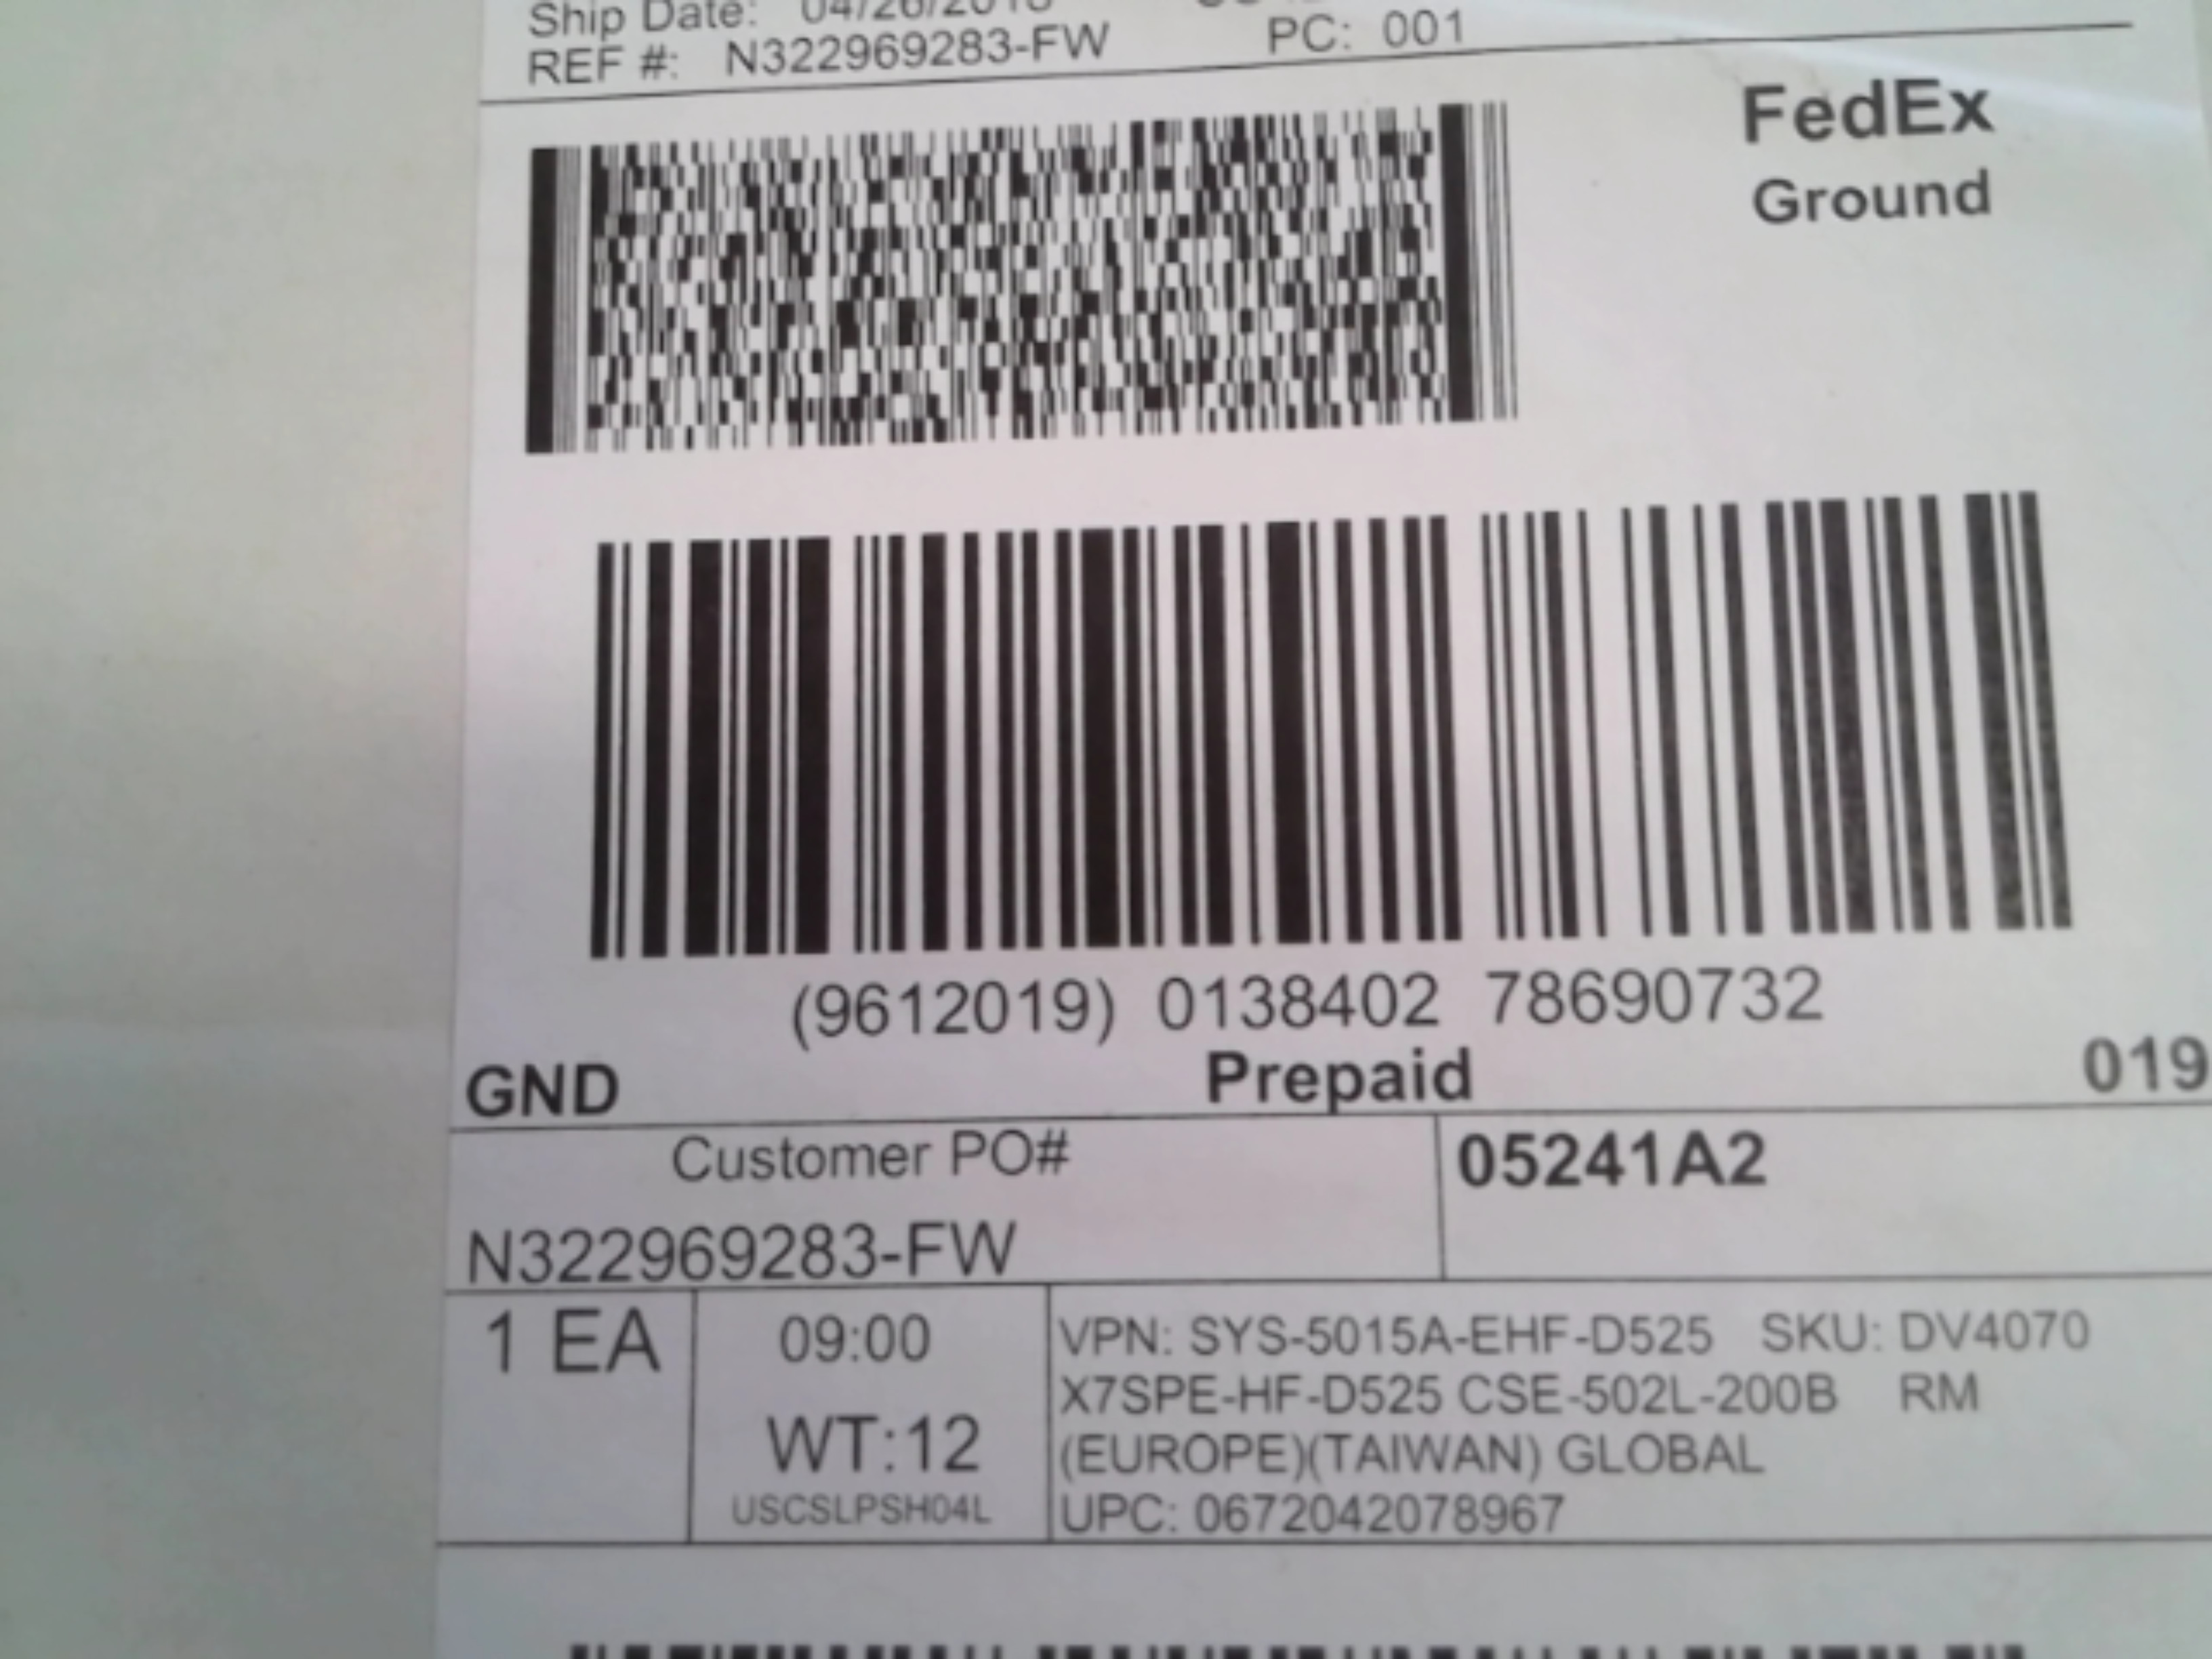 Ship Date:
REF #: N322969283-FW PC: 001
FedEx
Ground
(9612019) 0138402 78690732
GND Prepaid 019
Customer PO# 05241A2
N322969283-FW
1 EA
09:00
WT:12
USCSLPSH04L
VPN: SYS-5015A-EHF-D525 SKU: DV4070
X7SPE-HF-D525 CSE-502L-200B RM
(EUROPE)(TAIWAN) GLOBAL
UPC: 0672042078967